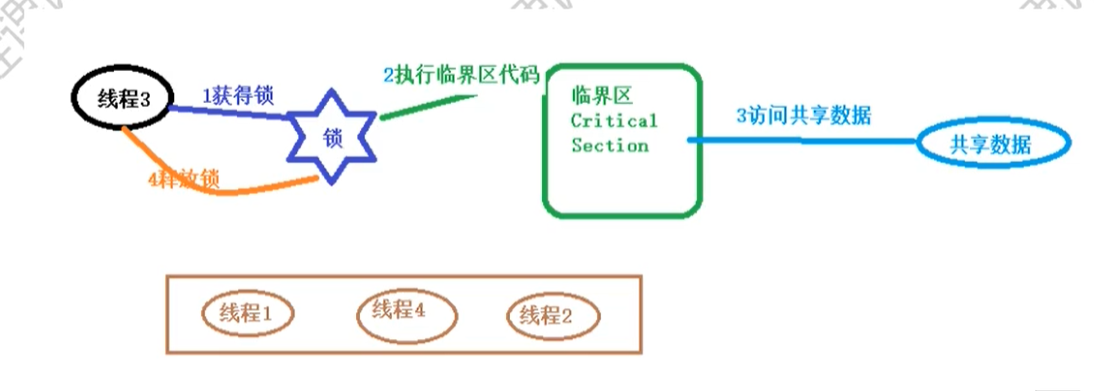 2执行临界区代码
线程3
1获得锁
临界区
Critical
Section
3访问共享数据
锁
共享数据
4释放锁
线程1
线程4
线程2